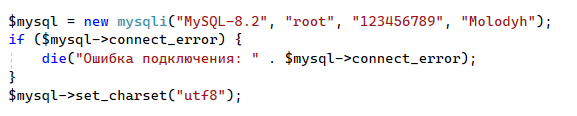 $mysql = new mysqli("MySQL-8.2", "root", "123456789", "Molodyh");
if ($mysql->connect_error) {
    die("Ошибка подключения: " . $mysql->connect_error);
}
$mysql->set_charset("utf8");